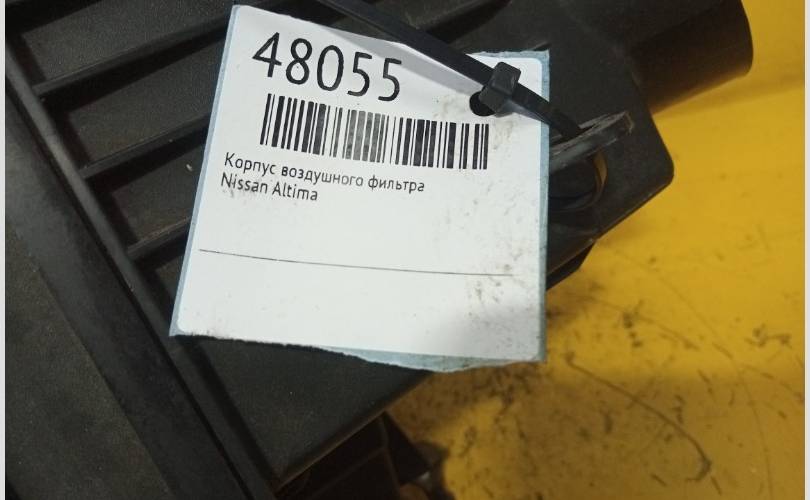 48055
Корпус воздушного фильтра
Nissan Altima